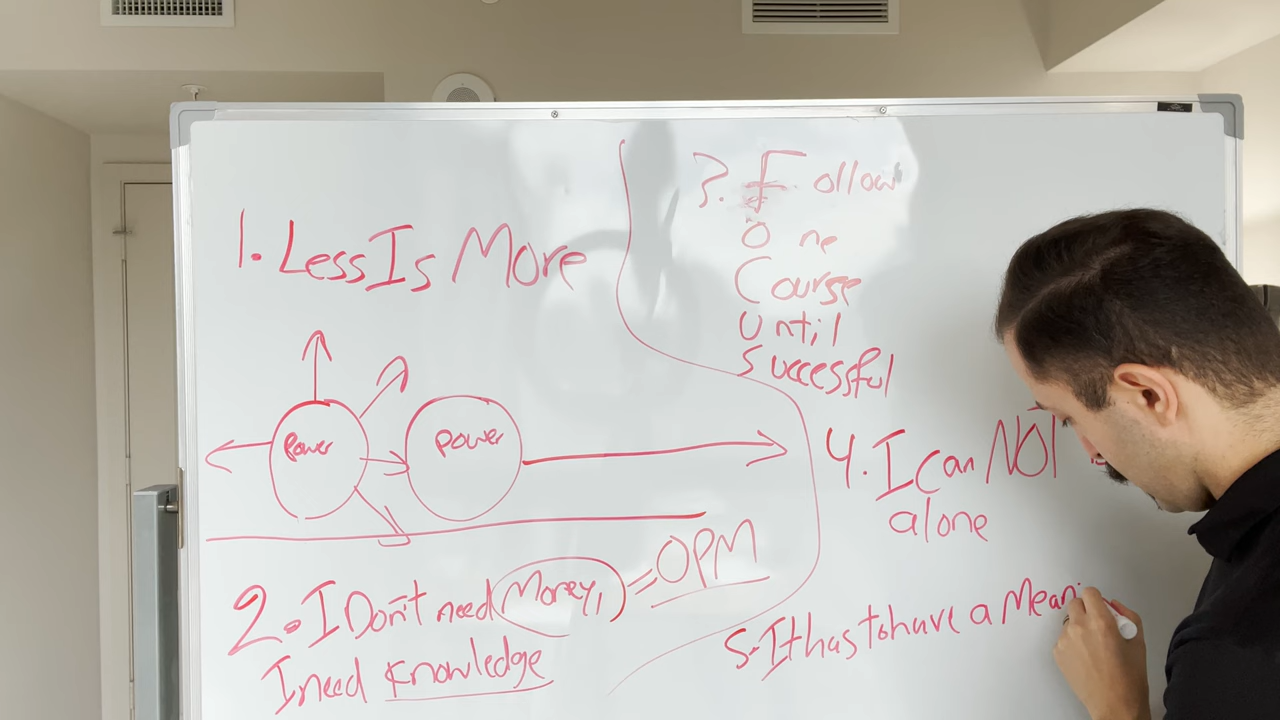 1. Less Is More
Power
power
2. I Don't need Money, = OPM
I need knowledge
3. Follow
One
Course
Until
Successful
4. I Can NOT
alone
5. It has to have a Mean